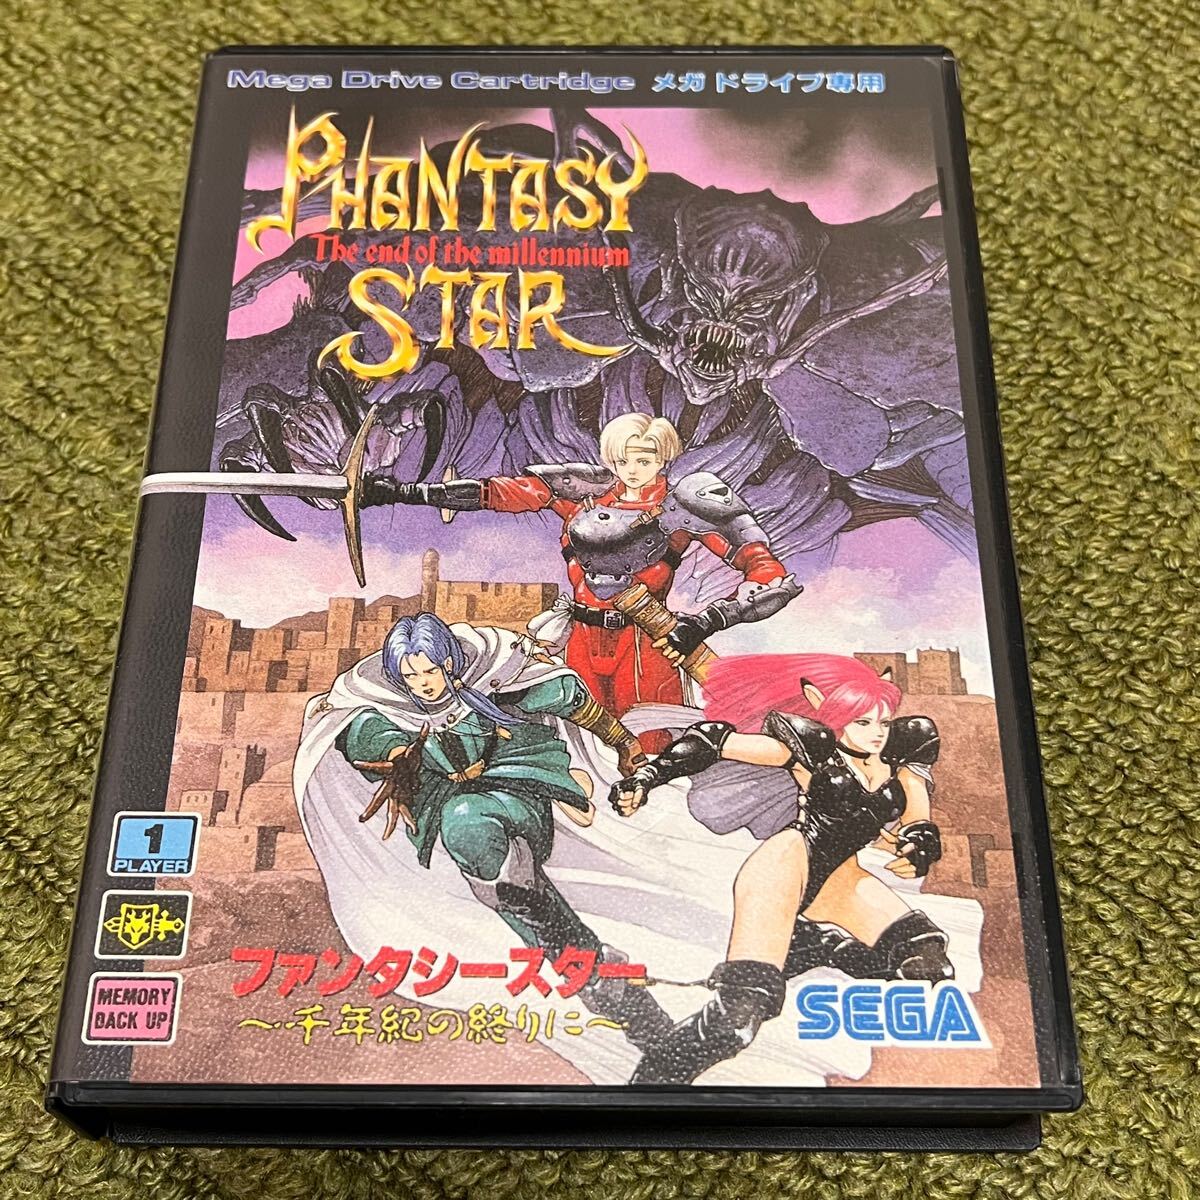 Mega Drive Cartridge メガドライブ専用
PHANTASY
The end of the millennium
STAR
1
PLAYER
MEMORY
BACK UP
ファンタシースター
～千年紀の終りに～
SEGA